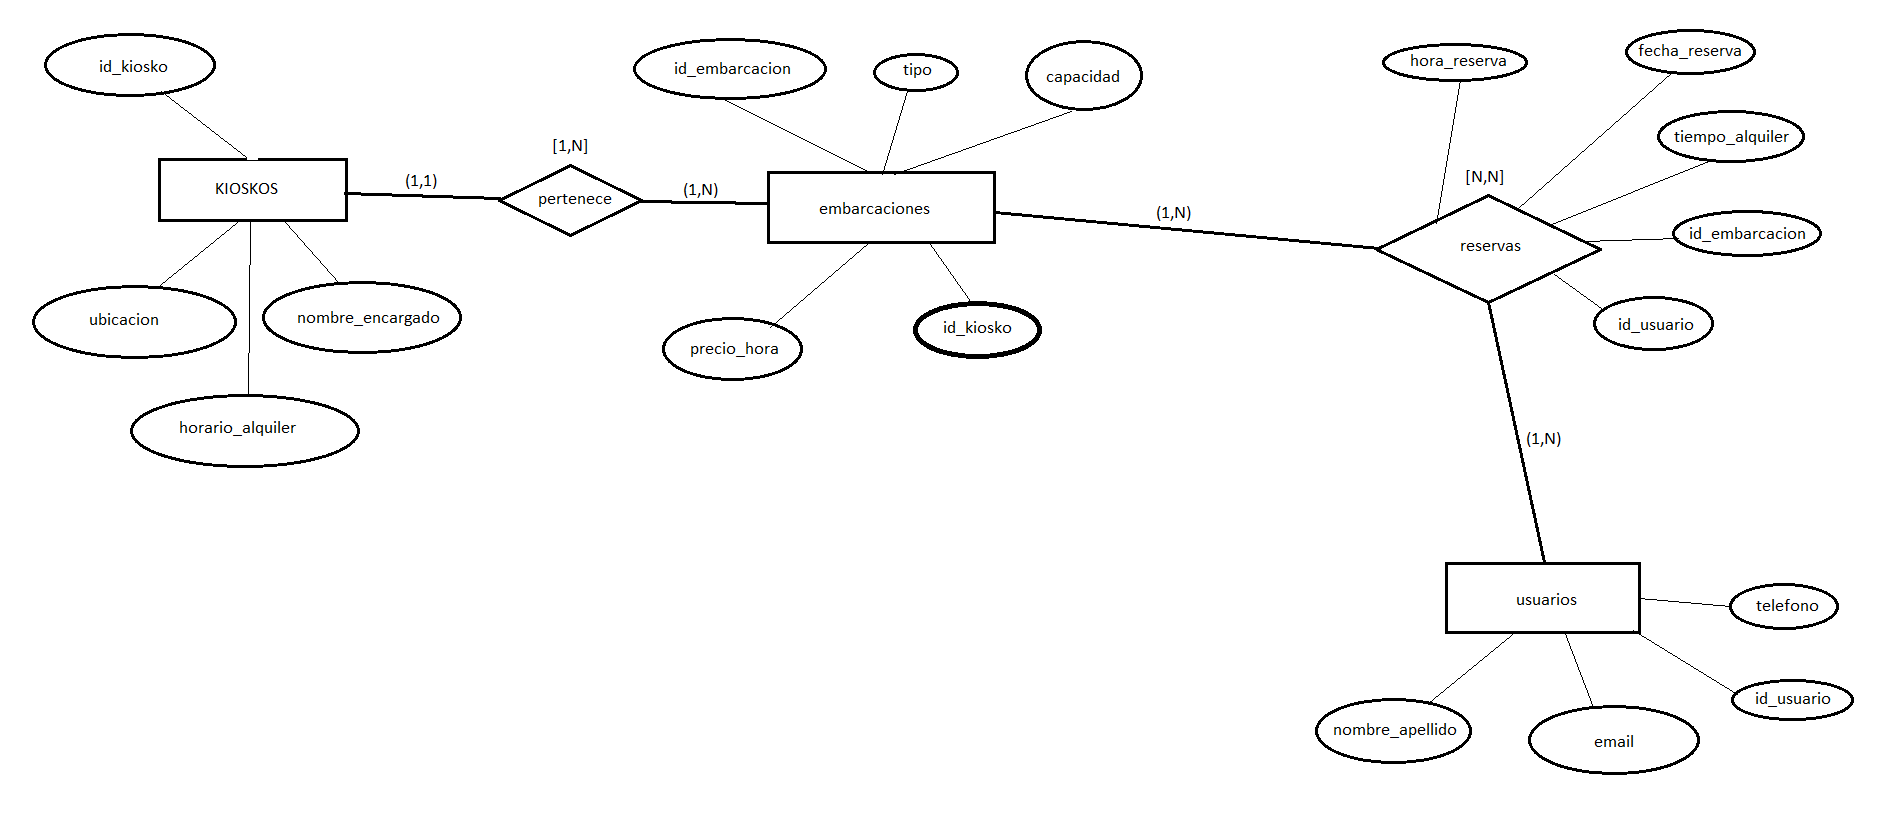 id_kiosko
KIOSKOS
ubicacion
nombre_encargado
horario_alquiler
(1,1)
[1,N]
pertenece
(1,N)
id_embarcacion
tipo
capacidad
embarcaciones
precio_hora
id_kiosko
(1,N)
hora_reserva
fecha_reserva
tiempo_alquiler
[N,N]
reservas
id_embarcacion
id_usuario
(1,N)
usuarios
telefono
id_usuario
nombre_apellido
email